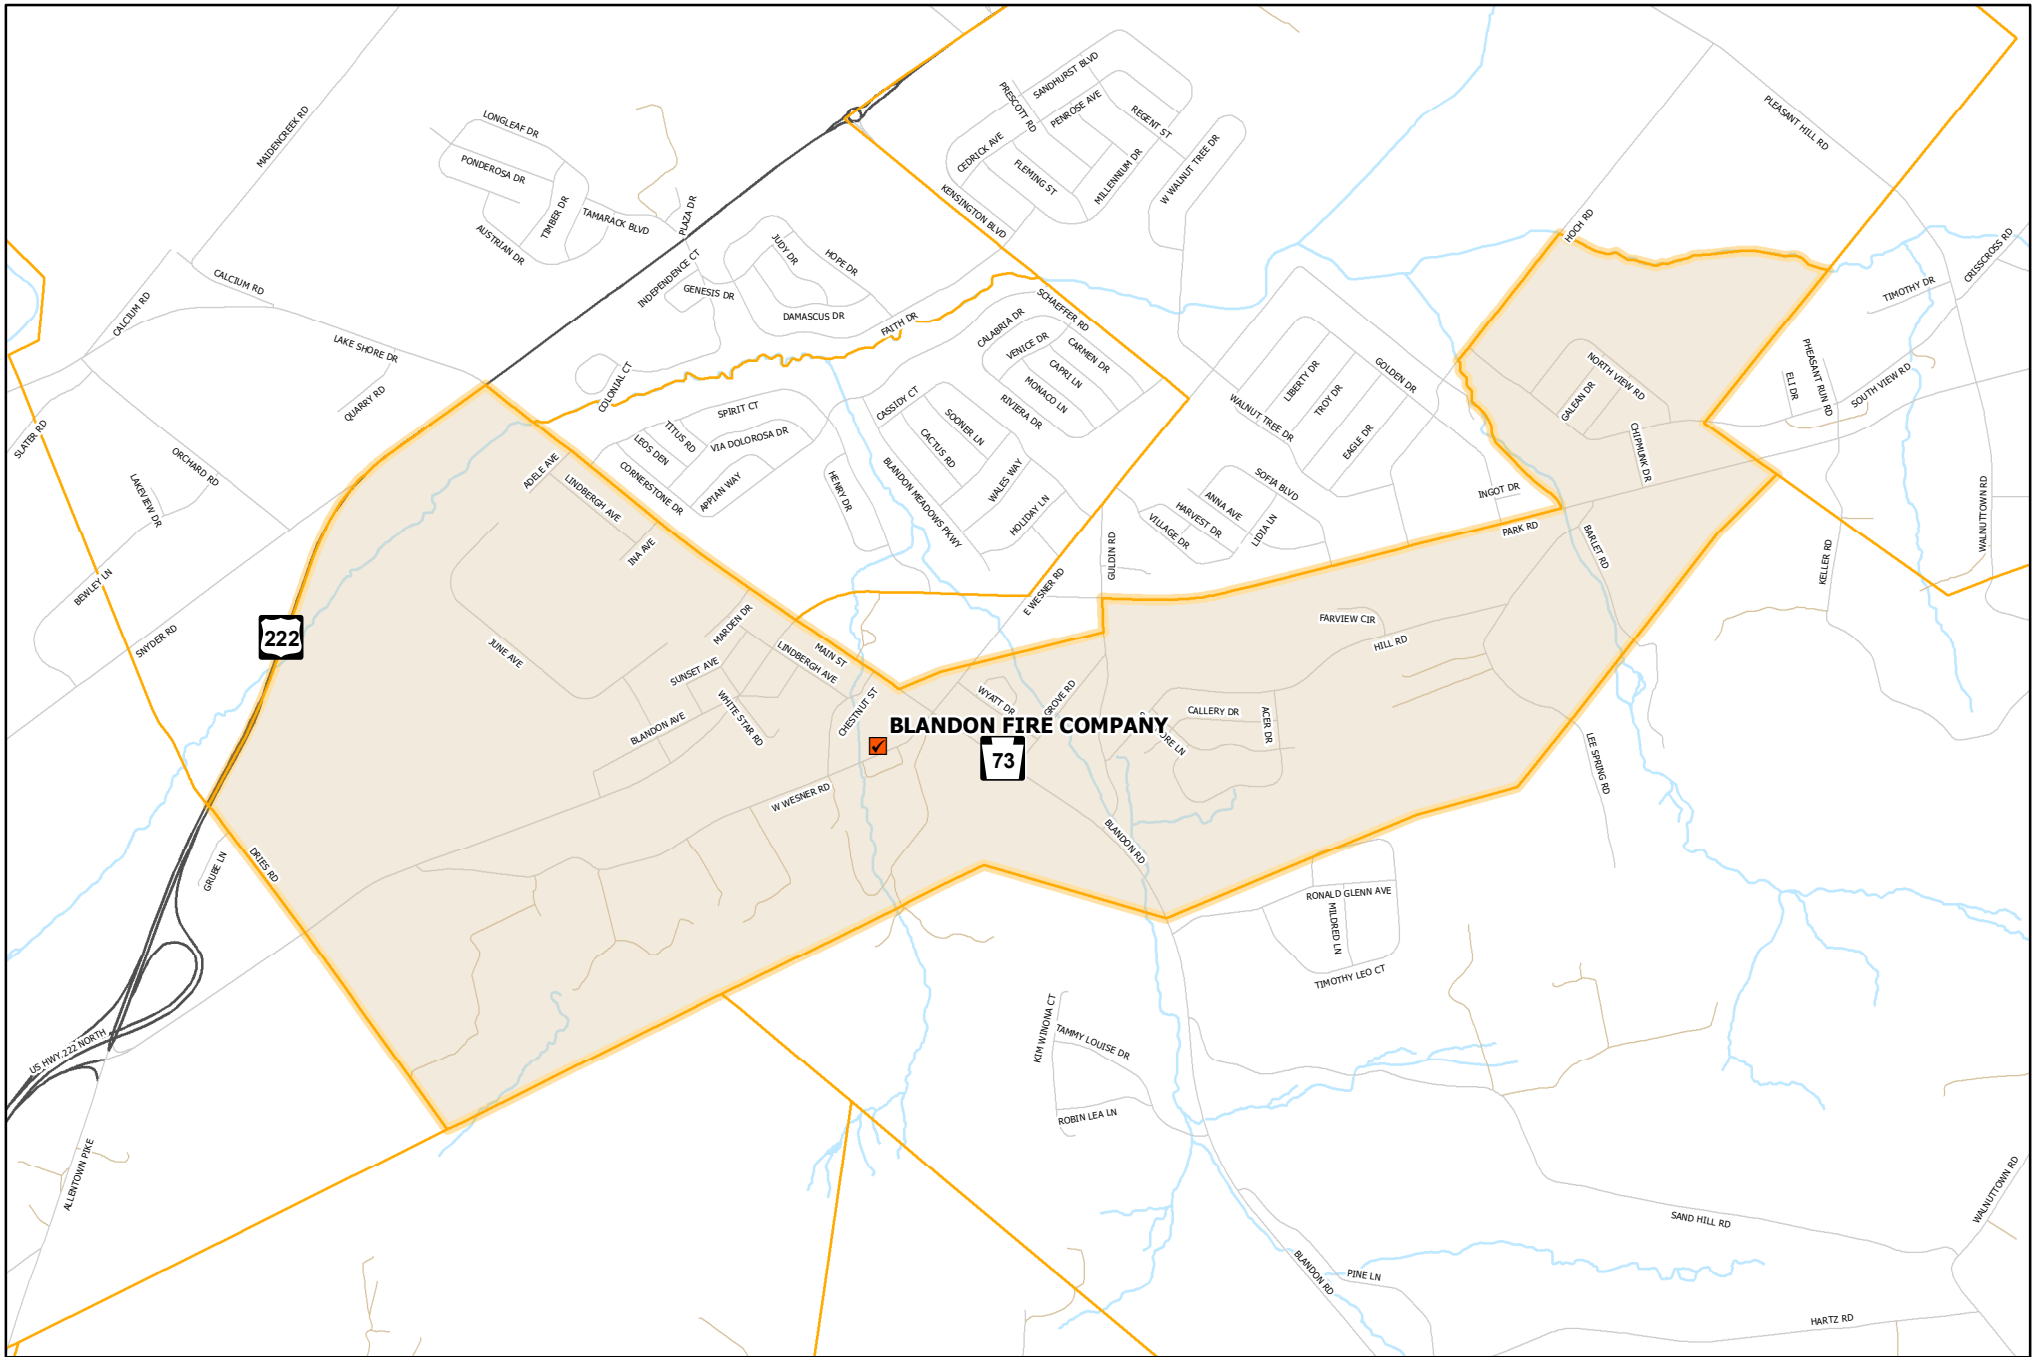 SANDHURST BLVD
PRESCOTT RD
PENROSE AVE
REGENT ST
PLEASANT HILL RD
MAIDENCREEK RD
LONGLEAF DR
CEDRICK AVE
FLEMING ST
MILLENNIUM DR
W WALNUT TREE DR
PONDEROSA DR
TIMBER DR
TAMARACK BLVD
PLAZA DR
KENSINGTON BLVD
HOCH RD
AUSTRIAN DR
JUDY DR
HOPE DR
CRISSCROSS RD
INDEPENDENCE CT
GENESIS DR
CALCIUM RD
CALCIUM RD
TIMOTHY DR
DAMASCUS DR
FAITH DR
SCHAEFFER RD
CALABRIA DR
VENICE DR
CARMEN DR
LAKE SHORE DR
CAPRI LN
MONACO LN
RIVIERA DR
LIBERTY DR
TROY DR
GOLDEN DR
NORTH VIEW RD
GALEAN DR
ELI DR
PHEASANT RUN RD
SOUTH VIEW RD
COLONIAL CT
QUARRY RD
CASSIDY CT
SOONER LN
CACTUS RD
WALNUT TREE DR
EAGLE DR
SPIRIT CT
TITUS RD
LEOS DEN
VIA DOLOROSA DR
SLATER RD
ORCHARD RD
CHIPMUNK DR
ADELE AVE
LINDBERGH AVE
CORNERSTONE DR
APPIAN WAY
HENRY DR
BLANDON MEADOWS PKWY
WALES WAY
HOLIDAY LN
SOFIA BLVD
ANNA AVE
HARVEST DR
VILLAGE DR
LIDIA LN
INGOT DR
LAKEVIEW DR
WALNUTTOWN RD
INA AVE
GULDIN RD
PARK RD
BARLET RD
KELLER RD
BEWLEY LN
E WESNER RD
222
SNYDER RD
JUNE AVE
MARDEN DR
MAIN ST
LINDBERGH AVE
SUNSET AVE
FARVIEW CIR
HILL RD
WHITE STAR RD
BLANDON AVE
CHESTNUT ST
WYATT DR
GROVE RD
CALLERY DR
ACER DR
BLANDON FIRE COMPANY
73
LEE SPRING RD
W WESNER RD
BLANDON RD
GRUBE LN
DRIES RD
RONALD GLENN AVE
MILDRED LN
TIMOTHY LEO CT
US HWY 222 NORTH
KIM WINONA CT
TAMMY LOUISE DR
ROBIN LEA LN
ALLENTOWN PIKE
WALNUTTOWN RD
SAND HILL RD
BLANDON RD
PINE LN
HARTZ RD